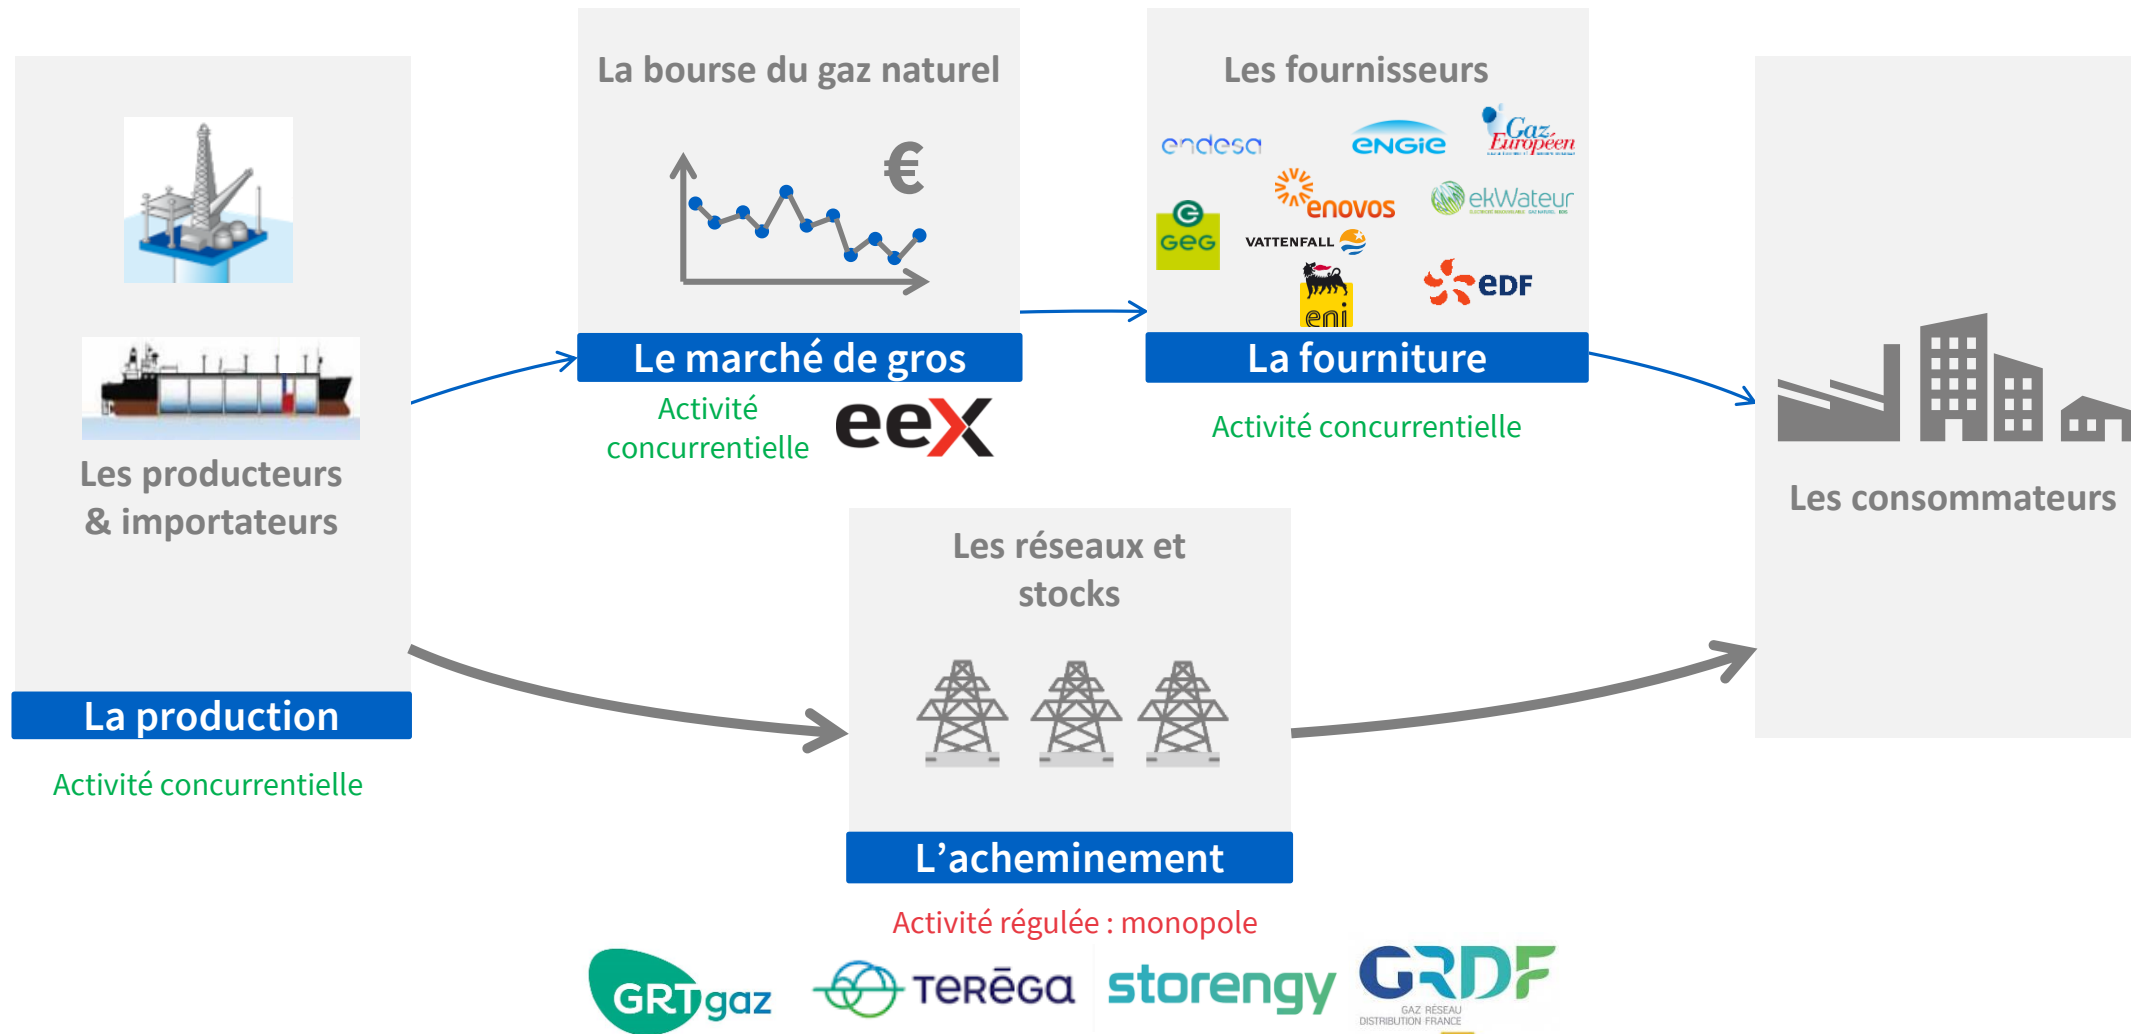 La bourse du gaz naturel
€
Le marché de gros
Activité
concurrentielle
eex
Les fournisseurs
endesa
ENGIE
Gaz
Européen
enovos
ekWateur
GEG
VATTENFALL
eni
eDF
La fourniture
Activité concurrentielle
Les producteurs
& importateurs
La production
Activité concurrentielle
Les consommateurs
Les réseaux et
stocks
L’acheminement
Activité régulée : monopole
GRTgaz
TERĒGA
storengy
GRDF
GAZ RÉSEAU
DISTRIBUTION FRANCE